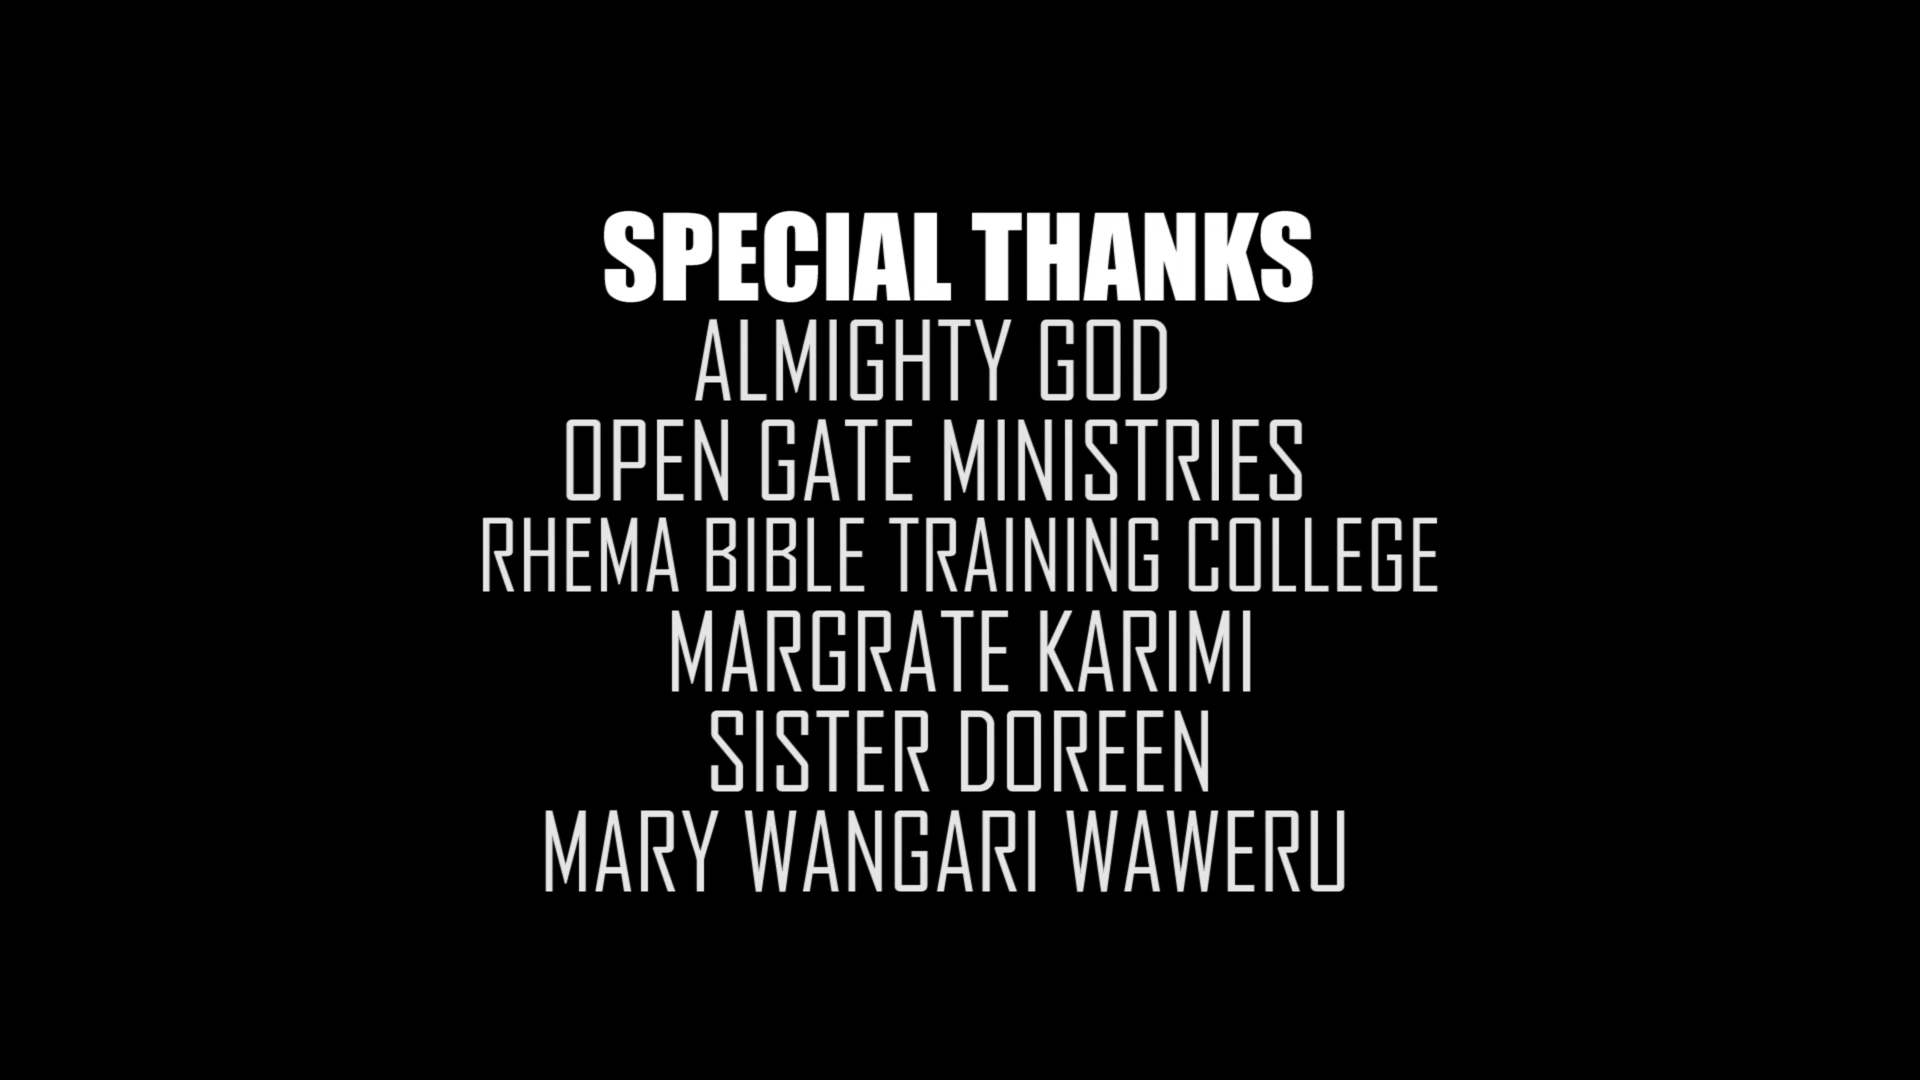 SPECIAL THANKS
ALMIGHTY GOD
OPEN GATE MINISTRIES
RHEMA BIBLE TRAINING COLLEGE
MARGRATE KARIMI
SISTER DOREEN
MARY WANGARI WAWERU